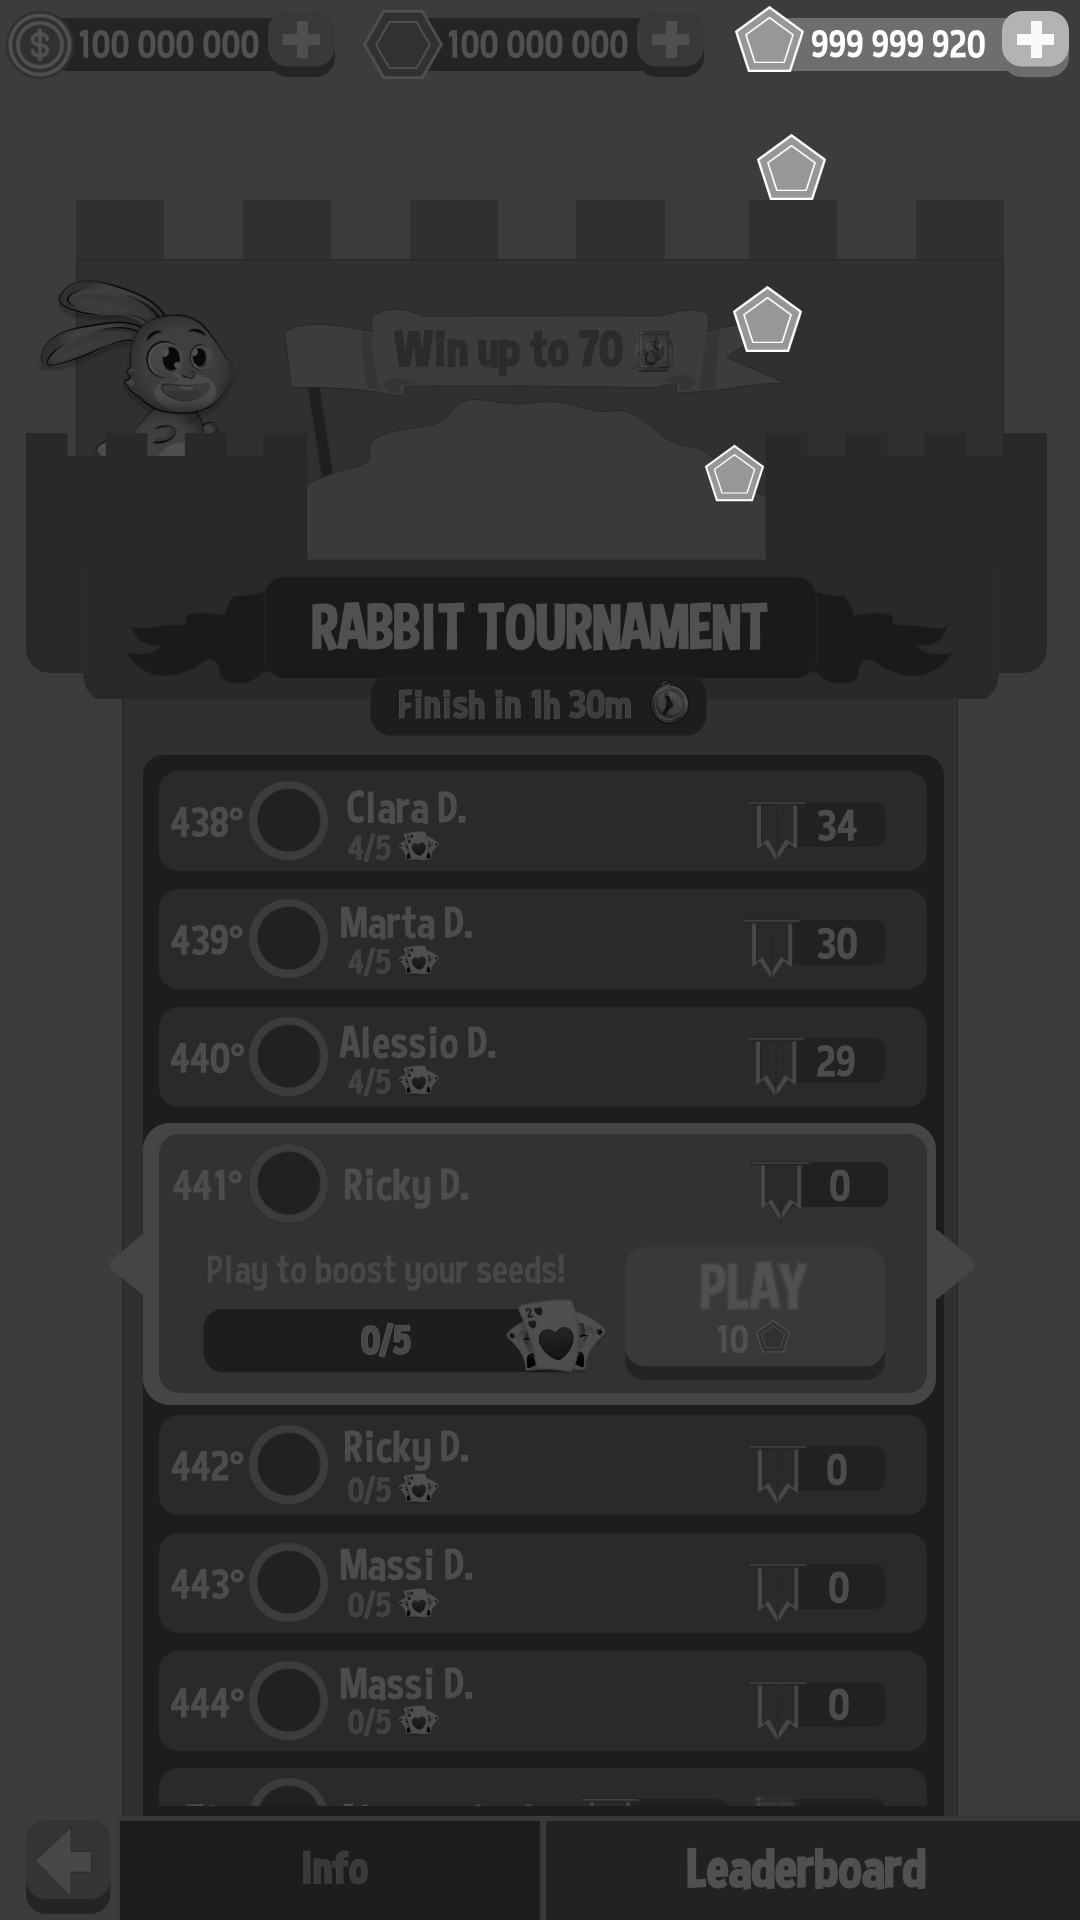 100 000 000
100 000 000
999 999 920
Win up to 70
RABBIT TOURNAMENT
Finish in 1h 30m
438° Clara D. 34
4/5
439° Marta D. 30
4/5
440° Alessio D. 29
4/5
441° Ricky D. 0
Play to boost your seeds!
PLAY
0/5
10
442° Ricky D. 0
0/5
443° Massi D. 0
0/5
444° Massi D. 0
0/5
Info
Leaderboard